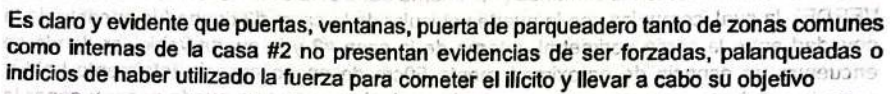 Es claro y evidente que puertas, ventanas, puerta de parqueadero tanto de zonas comunes
como internas de la casa #2 no presentan evidencias de ser forzadas, palanqueadas o
indicios de haber utilizado la fuerza para cometer el ilícito y llevar a cabo su objetivo